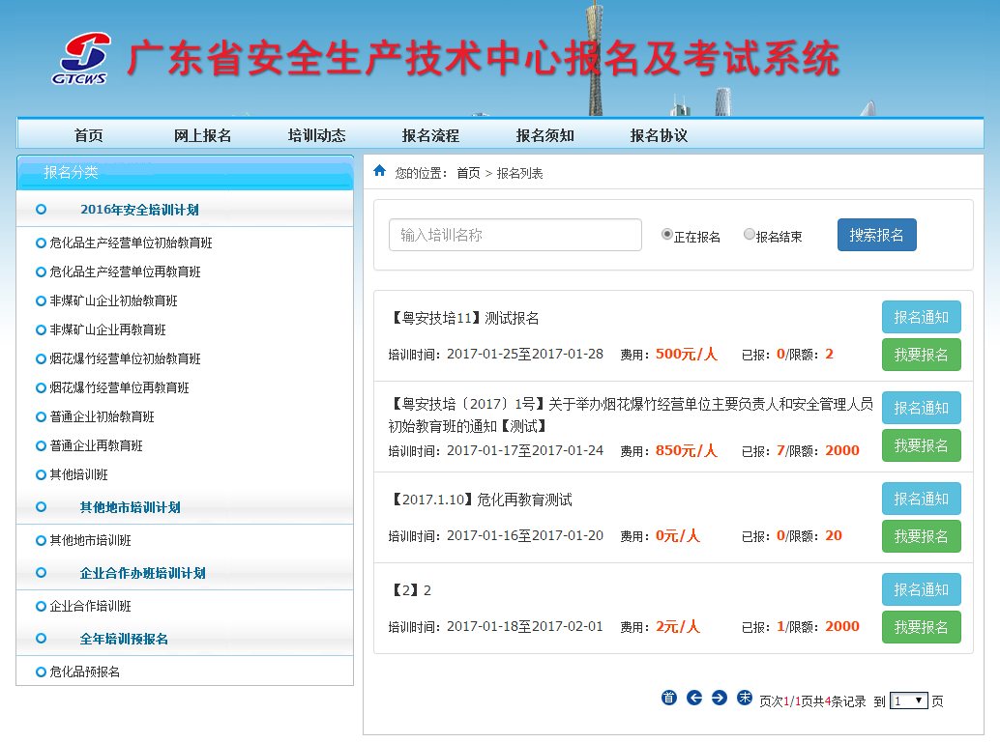 GTCWS
广东省安全生产技术中心报名及考试系统
首页 网上报名 培训动态 报名流程 报名须知 报名协议
报名分类
2016年安全培训计划
危化品生产经营单位初始教育班
危化品生产经营单位再教育班
非煤矿山企业初始教育班
非煤矿山企业再教育班
烟花爆竹经营单位初始教育班
烟花爆竹经营单位再教育班
普通企业初始教育班
普通企业再教育班
其他培训班
其他地市培训计划
其他地市培训班
企业合作办班培训计划
企业合作培训班
全年培训预报名
危化品预报名
您的位置： 首页 > 报名列表
输入培训名称 正在报名 报名结束 搜索报名
【粤安技培11】测试报名 报名通知
培训时间：2017-01-25至2017-01-28 费用：500元/人 已报：0/限额：2 我要报名
【粤安技培〔2017〕1号】关于举办烟花爆竹经营单位主要负责人和安全管理人员 报名通知
初始教育班的通知【测试】
培训时间：2017-01-17至2017-01-24 费用：850元/人 已报：7/限额：2000 我要报名
【2017.1.10】危化再教育测试 报名通知
培训时间：2017-01-16至2017-01-20 费用：0元/人 已报：0/限额：20 我要报名
【2】2 报名通知
培训时间：2017-01-18至2017-02-01 费用：2元/人 已报：1/限额：2000 我要报名
首 末 页次1/1页共4条记录 到 1 页